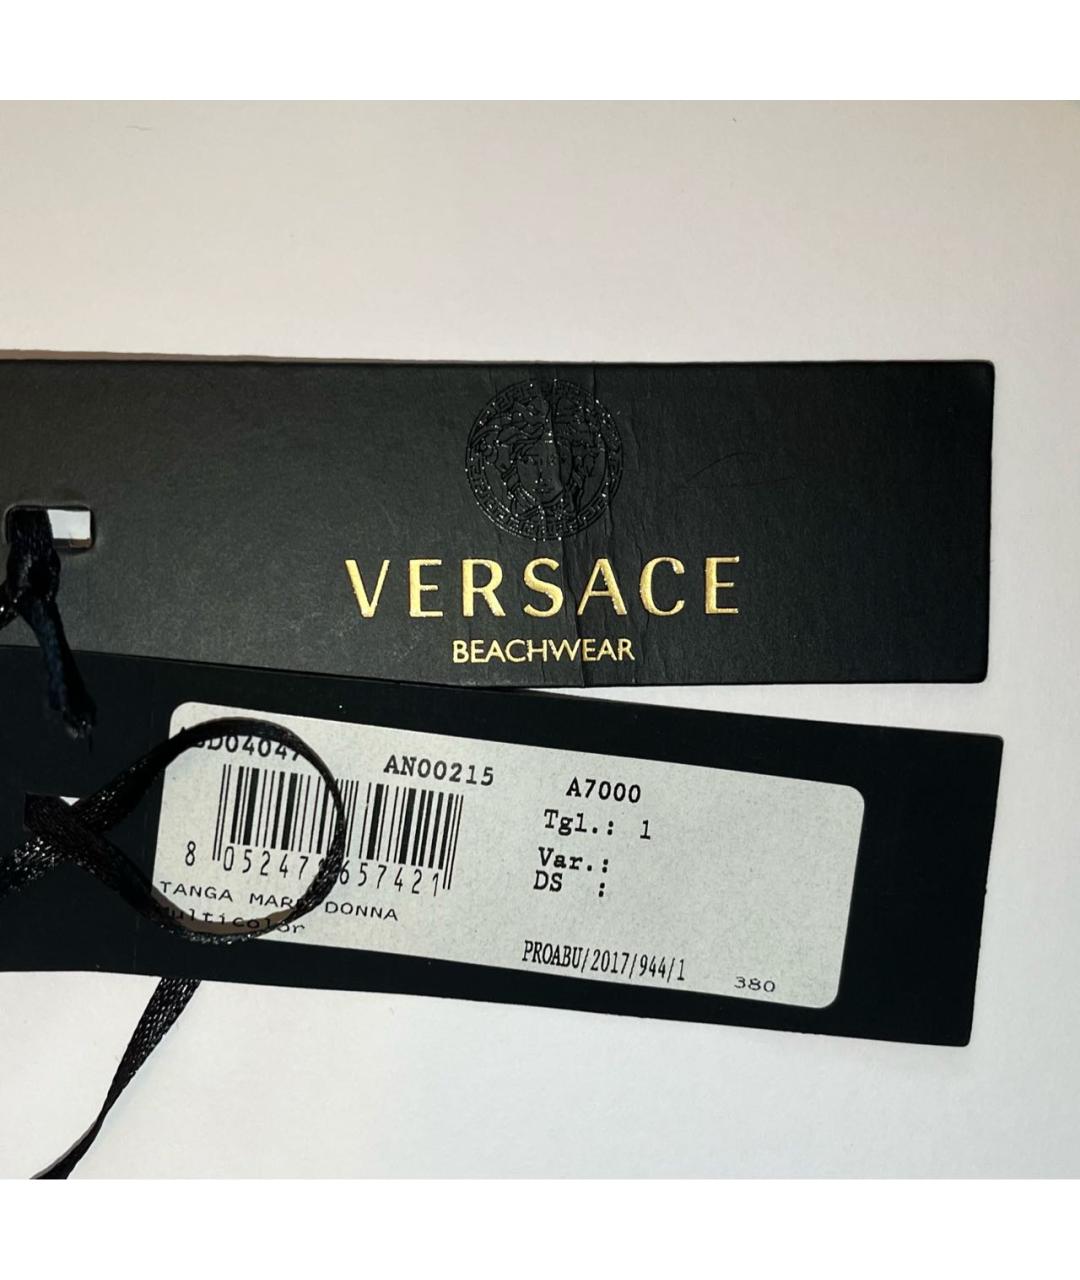 VERSACE
BEACHWEAR
AN00215 A7000
Tgl.: 1
Var.:
DS :
TANGA DONNA
PROABU/2017/944/1 380